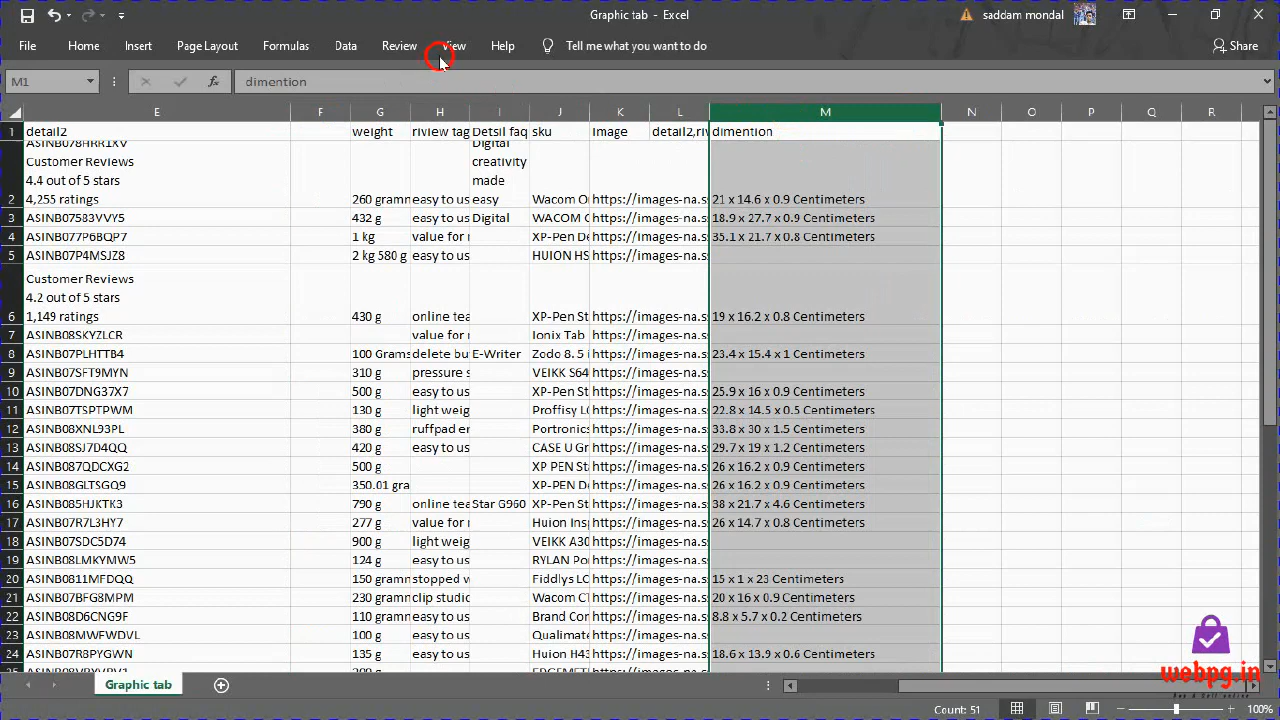 Graphic tab - Excel
saddam mondal
File Home Insert Page Layout Formulas Data Review View Help Tell me what you want to do Share
M1 fx dimention
E F G H I J K L M N O P Q R
1 detail2 weight riview tag Detsil faq sku Image detail2,riv dimention
ASINB078HRR1XV Digital
Customer Reviews creativity
4.4 out of 5 stars made
2 4,255 ratings 260 gramm easy to us easy Wacom O https://images-na.s 21 x 14.6 x 0.9 Centimeters
3 ASINB07583VVY5 432 g easy to us Digital WACOM C https://images-na.s 18.9 x 27.7 x 0.9 Centimeters
4 ASINB077P6BQP7 1 kg value for XP-Pen De https://images-na.s 35.1 x 21.7 x 0.8 Centimeters
5 ASINB07P4MSJZ8 2 kg 580 g easy to us HUION HS https://images-na.s
Customer Reviews
4.2 out of 5 stars
6 1,149 ratings 430 g online tea XP-Pen St https://images-na.s 19 x 16.2 x 0.8 Centimeters
7 ASINB08SKYZLCR value for Ionix Tab https://images-na.s
8 ASINB07PLHTTB4 100 Grams delete bu E-Writer Zodo 8. 5 https://images-na.s 23.4 x 15.4 x 1 Centimeters
9 ASINB07SFT9MYN 310 g pressure s VEIKK S64 https://images-na.s
10 ASINB07DNG37X7 500 g easy to us XP-Pen St https://images-na.s 25.9 x 16 x 0.9 Centimeters
11 ASINB07TSPTPWM 130 g light weig Proffisy LC https://images-na.s 22.8 x 14.5 x 0.5 Centimeters
12 ASINB08XNL93PL 380 g ruffpad er Portronics https://images-na.s 33.8 x 30 x 1.5 Centimeters
13 ASINB08SJ7D4QQ 420 g easy to us CASE U Gr https://images-na.s 29.7 x 19 x 1.2 Centimeters
14 ASINB087QDCXG2 500 g XP PEN St https://images-na.s 26 x 16.2 x 0.9 Centimeters
15 ASINB08GLTSGQ9 350.01 gra XP-Pen De https://images-na.s 26 x 16.2 x 0.9 Centimeters
16 ASINB085HJKTK3 790 g online tea Star G960 XP-Pen St https://images-na.s 38 x 21.7 x 4.6 Centimeters
17 ASINB07R7L3HY7 277 g value for Huion Insp https://images-na.s 26 x 14.7 x 0.8 Centimeters
18 ASINB07SDC5D74 900 g light weig VEIKK A30 https://images-na.s
19 ASINB08LMKYMW5 124 g easy to us RYLAN Por https://images-na.s
20 ASINB0811MFDQQ 150 gramm stopped w Fiddlys LC https://images-na.s 15 x 1 x 23 Centimeters
21 ASINB07BFG8MPM 230 gramm clip studio Wacom CT https://images-na.s 20 x 16 x 0.9 Centimeters
22 ASINB08D6CNG9F 110 gramm easy to us Brand Con https://images-na.s 8.8 x 5.7 x 0.2 Centimeters
23 ASINB08MWFWDVL 100 g easy to us Qualimate https://images-na.s
24 ASINB07R8PYGWN 135 g easy to us Huion H43 https://images-na.s 18.6 x 13.9 x 0.6 Centimeters
webpg.in
Buy & Sell online
Graphic tab
Count: 51 100%